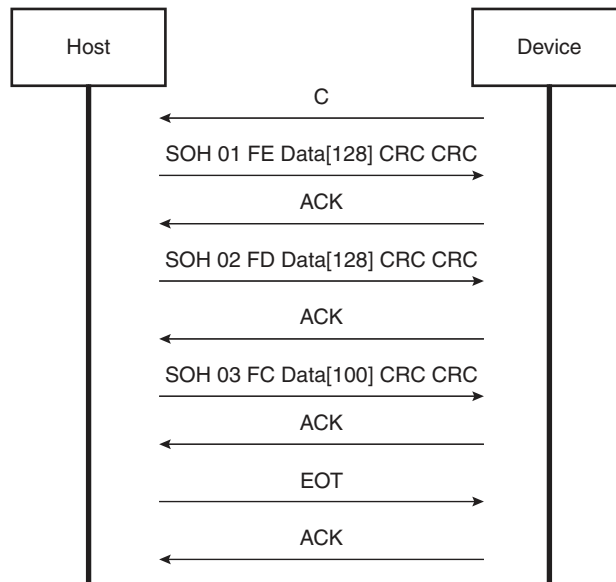 Host
Device
C
SOH 01 FE Data[128] CRC CRC
ACK
SOH 02 FD Data[128] CRC CRC
ACK
SOH 03 FC Data[100] CRC CRC
ACK
EOT
ACK